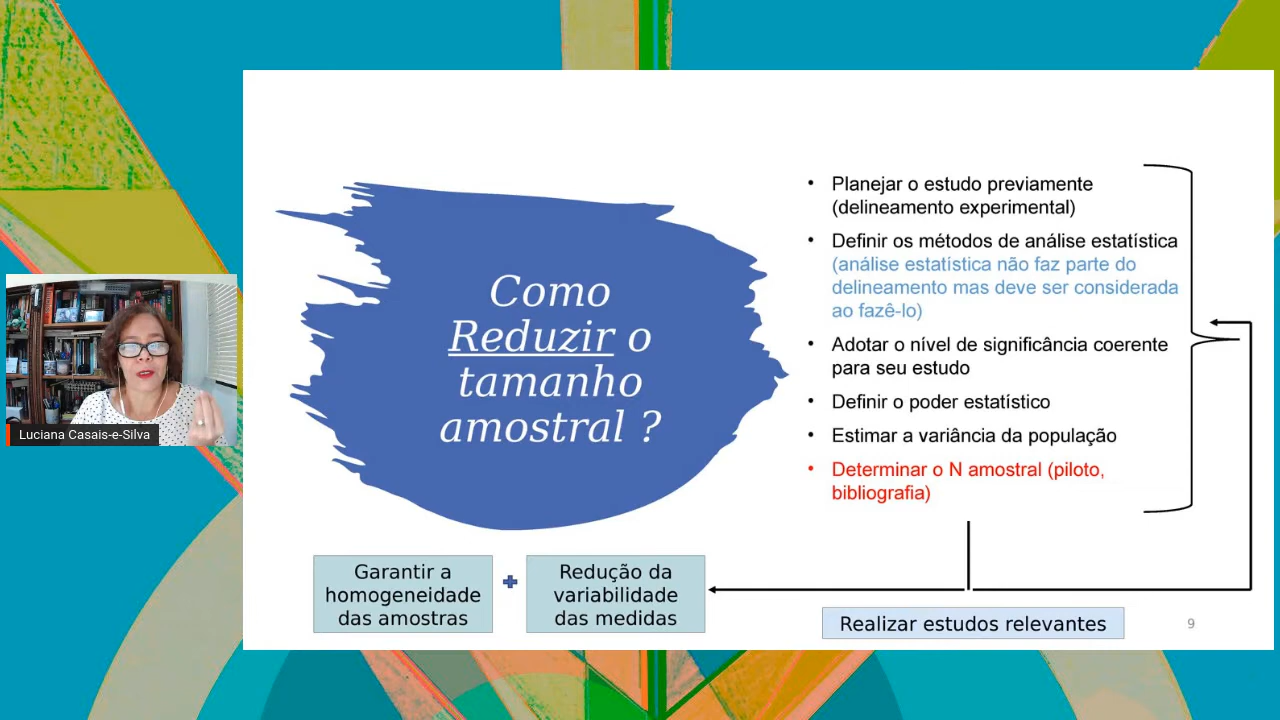 Como
Reduzir o
tamanho
amostral ?
• Planejar o estudo previamente
(delineamento experimental)
• Definir os métodos de análise estatística
(análise estatística não faz parte do
delineamento mas deve ser considerada
ao fazê-lo)
• Adotar o nível de significância coerente
para seu estudo
• Definir o poder estatístico
• Estimar a variância da população
• Determinar o N amostral (piloto,
bibliografia)
Garantir a
homogeneidade
das amostras
Redução da
variabilidade
das medidas
Realizar estudos relevantes
9
Luciana Casais-e-Silva